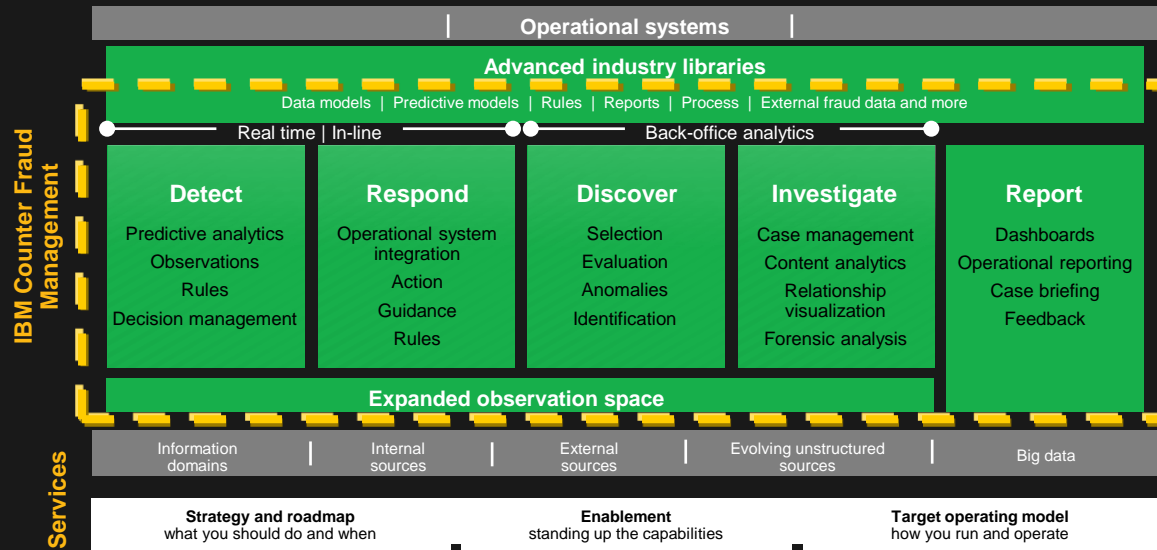 Operational systems
Advanced industry libraries
Data models | Predictive models | Rules | Reports | Process | External fraud data and more
Real time | In-line
Back-office analytics
IBM Counter Fraud
Management
Detect
Predictive analytics
Observations
Rules
Decision management
Respond
Operational system
integration
Action
Guidance
Rules
Discover
Selection
Evaluation
Anomalies
Identification
Investigate
Case management
Content analytics
Relationship
visualization
Forensic analysis
Report
Dashboards
Operational reporting
Case briefing
Feedback
Expanded observation space
Information
domains
Internal
sources
External
sources
Evolving unstructured
sources
Big data
Services
Strategy and roadmap
what you should do and when
Enablement
standing up the capabilities
Target operating model
how you run and operate